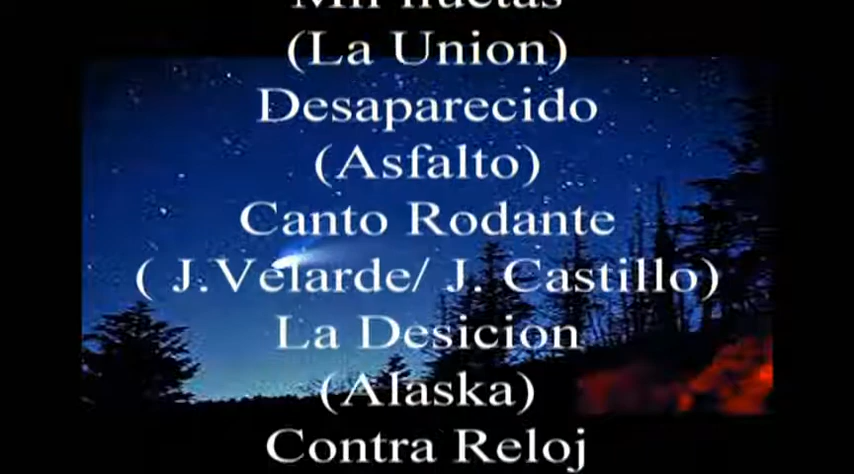 (La Union)
Desaparecido
(Asfalto)
Canto Rodante
( J.Velarde/ J. Castillo)
La Desicion
(Alaska)
Contra Reloj